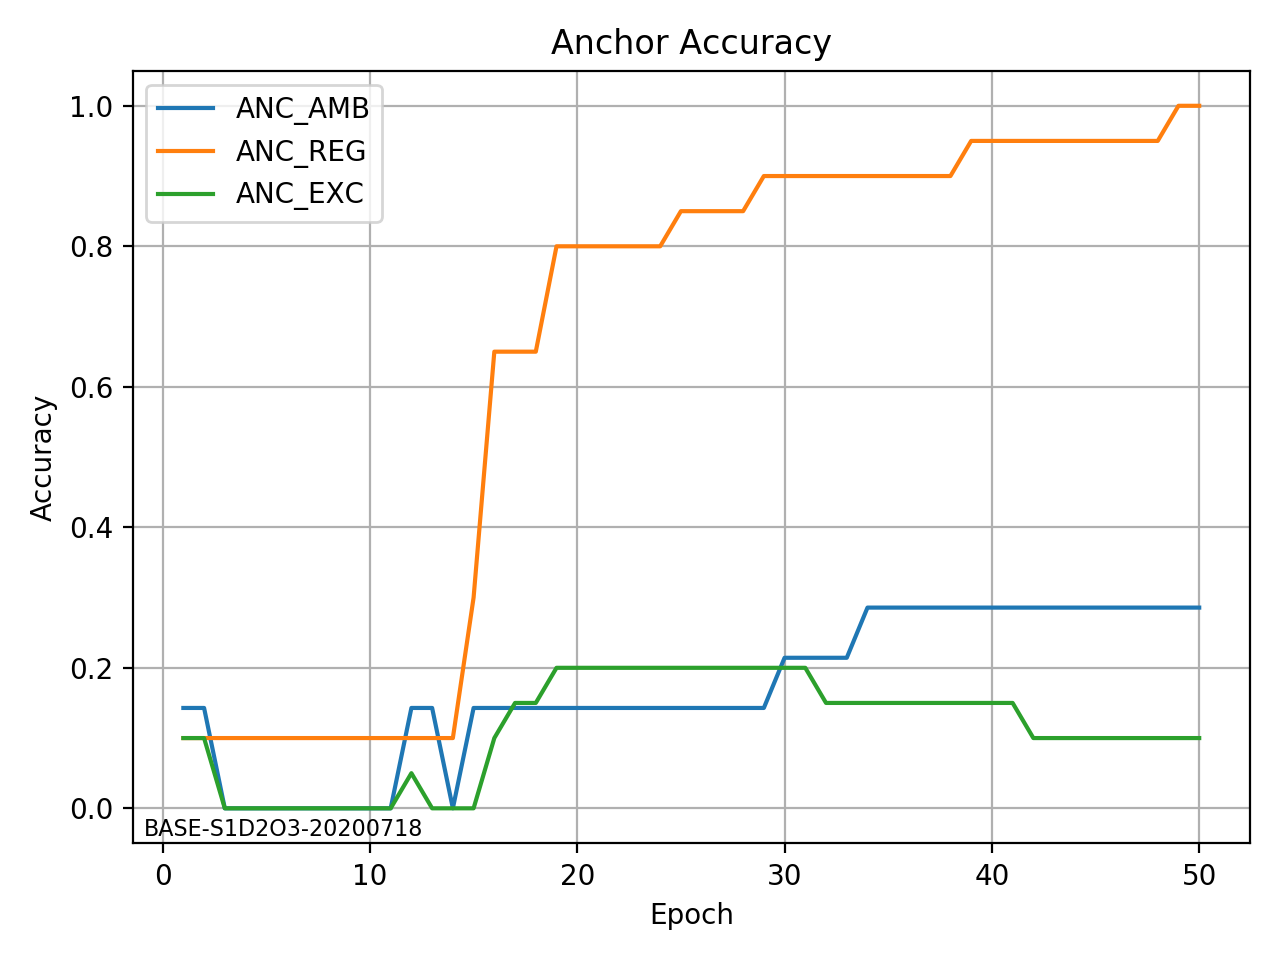 Anchor Accuracy
ANC_AMB
ANC_REG
ANC_EXC
Accuracy
1.0
0.8
0.6
0.4
0.2
0.0
BASE-S1D2O3-20200718
0 10 20 30 40 50
Epoch